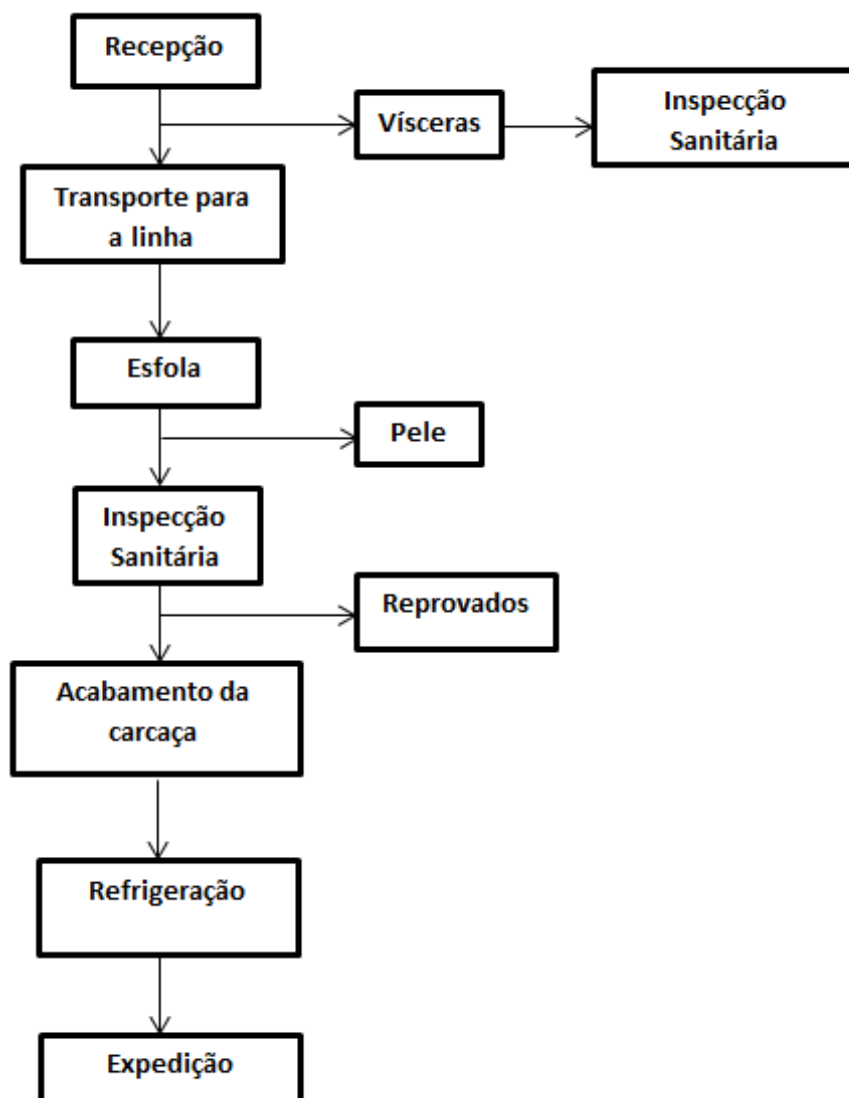 Recepção
Vísceras
Inspecção
Sanitária
Transporte para
a linha
Esfola
Pele
Inspecção
Sanitária
Reprovados
Acabamento da
carcaça
Refrigeração
Expedição